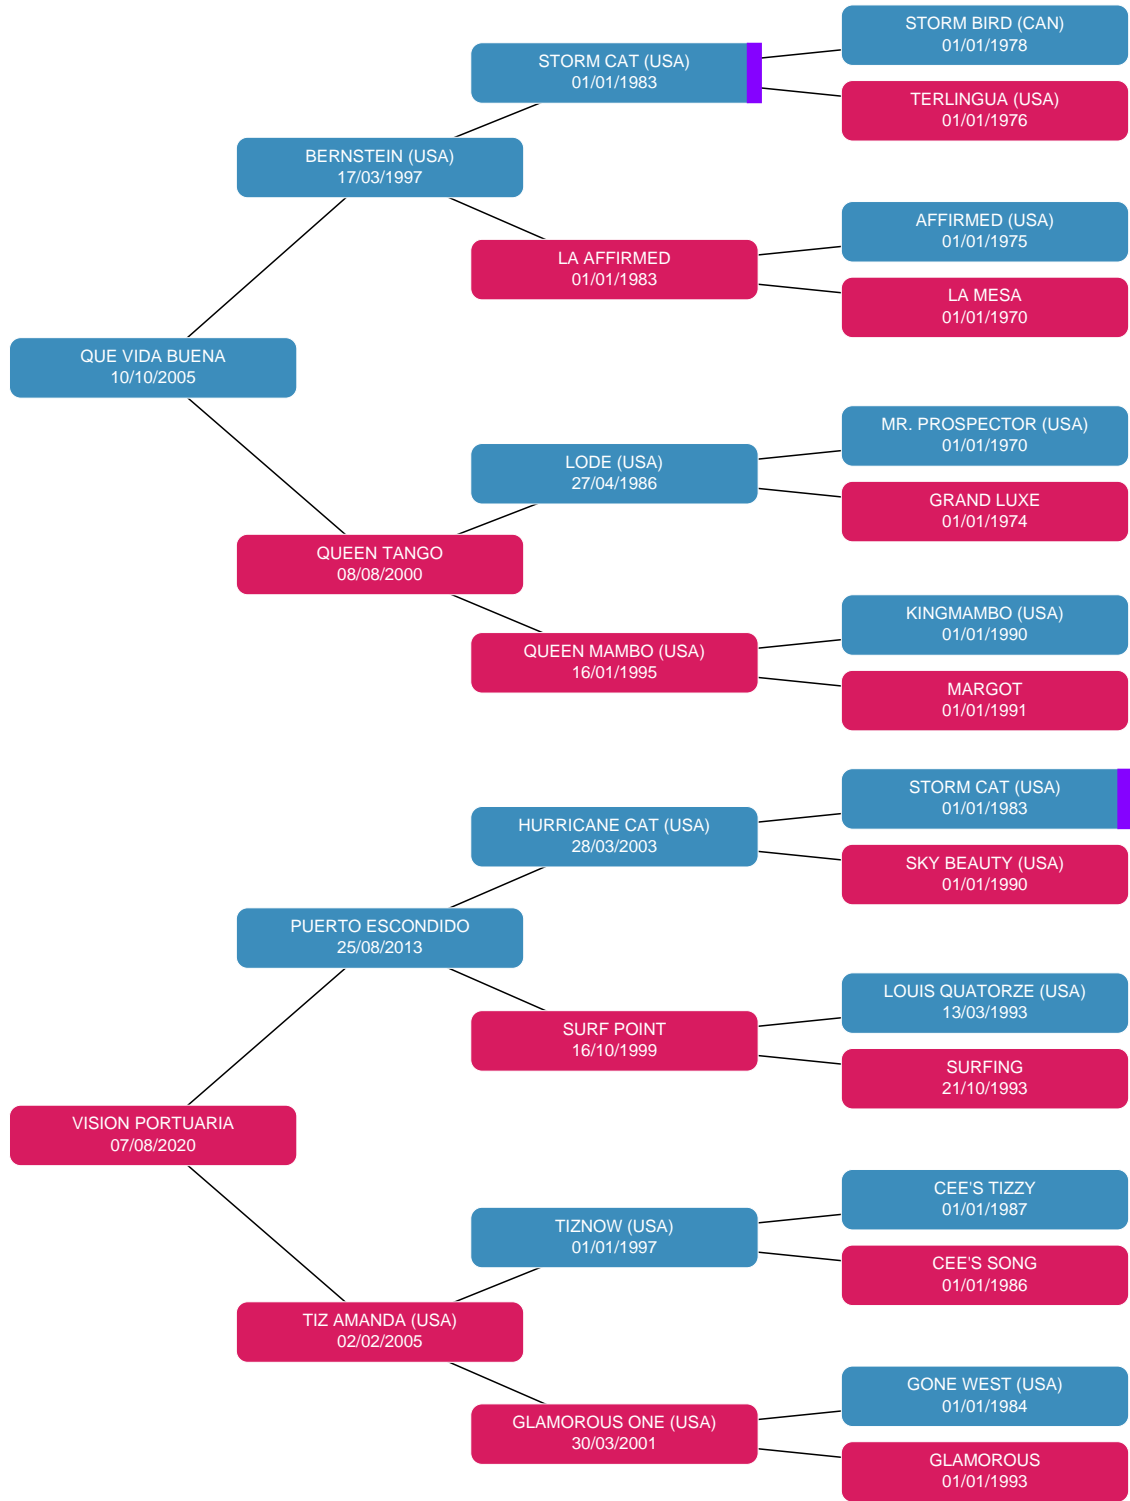 STORM BIRD (CAN)
01/01/1978
STORM CAT (USA)
01/01/1983
TERLINGUA (USA)
01/01/1976
BERNSTEIN (USA)
17/03/1997
AFFIRMED (USA)
01/01/1975
LA AFFIRMED
01/01/1983
LA MESA
01/01/1970
QUE VIDA BUENA
10/10/2005
MR. PROSPECTOR (USA)
01/01/1970
LODE (USA)
27/04/1986
GRAND LUXE
01/01/1974
QUEEN TANGO
08/08/2000
KINGMAMBO (USA)
01/01/1990
QUEEN MAMBO (USA)
16/01/1995
MARGOT
01/01/1991
STORM CAT (USA)
01/01/1983
HURRICANE CAT (USA)
28/03/2003
SKY BEAUTY (USA)
01/01/1990
PUERTO ESCONDIDO
25/08/2013
LOUIS QUATORZE (USA)
13/03/1993
SURF POINT
16/10/1999
SURFING
21/10/1993
VISION PORTUARIA
07/08/2020
CEE'S TIZZY
01/01/1987
TIZNOW (USA)
01/01/1997
CEE'S SONG
01/01/1986
TIZ AMANDA (USA)
02/02/2005
GONE WEST (USA)
01/01/1984
GLAMOROUS ONE (USA)
30/03/2001
GLAMOROUS
01/01/1993